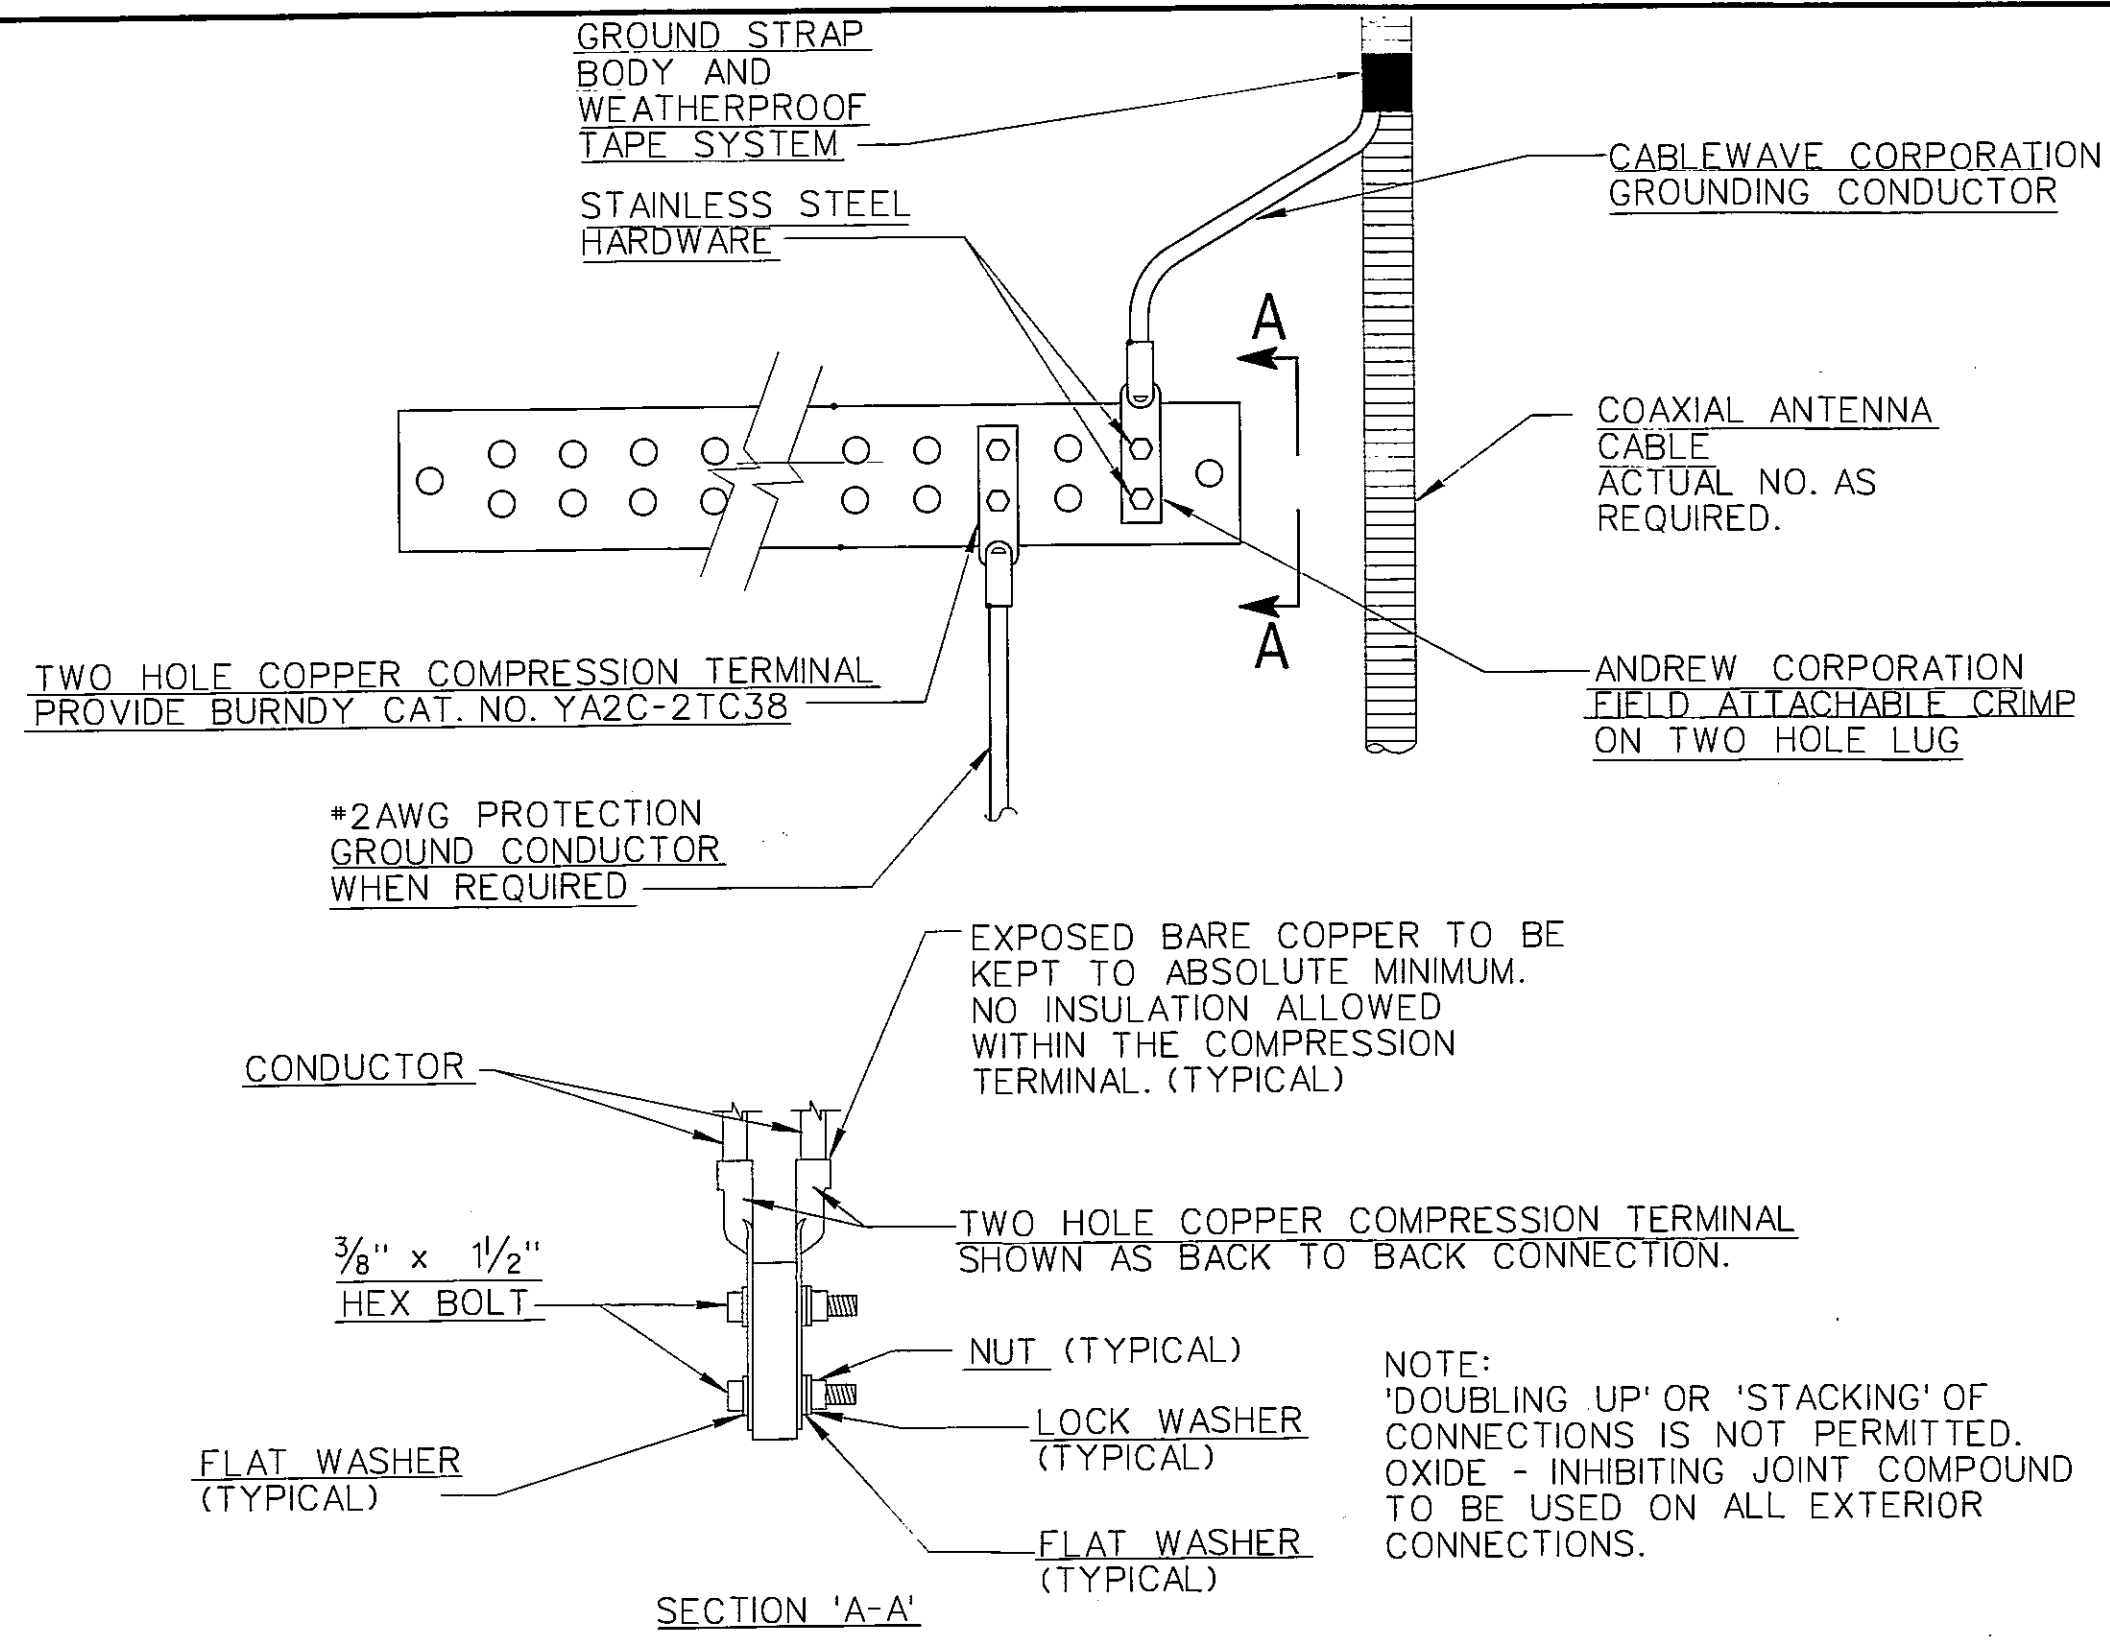 GROUND STRAP
BODY AND
WEATHERPROOF
TAPE SYSTEM
CABLEWAVE CORPORATION
GROUNDING CONDUCTOR
STAINLESS STEEL
HARDWARE
A
COAXIAL ANTENNA
CABLE
ACTUAL NO. AS
REQUIRED.
A
TWO HOLE COPPER COMPRESSION TERMINAL
PROVIDE BURNDY CAT. NO. YA2C-2TC38
ANDREW CORPORATION
FIELD ATTACHABLE CRIMP
ON TWO HOLE LUG
#2AWG PROTECTION
GROUND CONDUCTOR
WHEN REQUIRED
EXPOSED BARE COPPER TO BE
KEPT TO ABSOLUTE MINIMUM.
NO INSULATION ALLOWED
WITHIN THE COMPRESSION
TERMINAL. (TYPICAL)
CONDUCTOR
TWO HOLE COPPER COMPRESSION TERMINAL
SHOWN AS BACK TO BACK CONNECTION.
3/8" x 1 1/2"
HEX BOLT
NUT (TYPICAL)
LOCK WASHER
(TYPICAL)
FLAT WASHER
(TYPICAL)
FLAT WASHER
(TYPICAL)
NOTE:
'DOUBLING UP' OR 'STACKING' OF
CONNECTIONS IS NOT PERMITTED.
OXIDE - INHIBITING JOINT COMPOUND
TO BE USED ON ALL EXTERIOR
CONNECTIONS.
SECTION 'A-A'